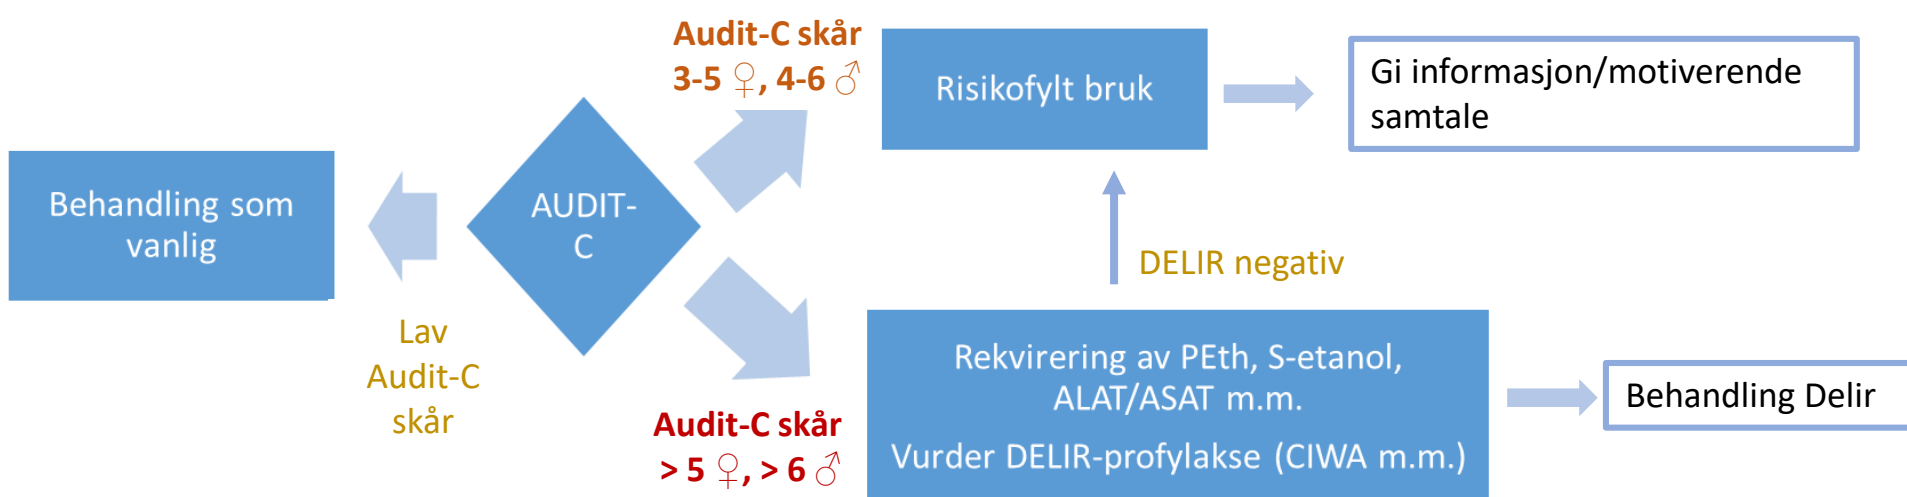 Behandling som
vanlig
Lav
Audit-C
skår
AUDIT-
C
Audit-C skår
3-5 ♀, 4-6 ♂
Risikofylt bruk
Gi informasjon/motiverende
samtale
DELIR negativ
Audit-C skår
> 5 ♀, > 6 ♂
Rekvirering av PEth, S-etanol,
ALAT/ASAT m.m.
Vurder DELIR-profylakse (CIWA m.m.)
Behandling Delir